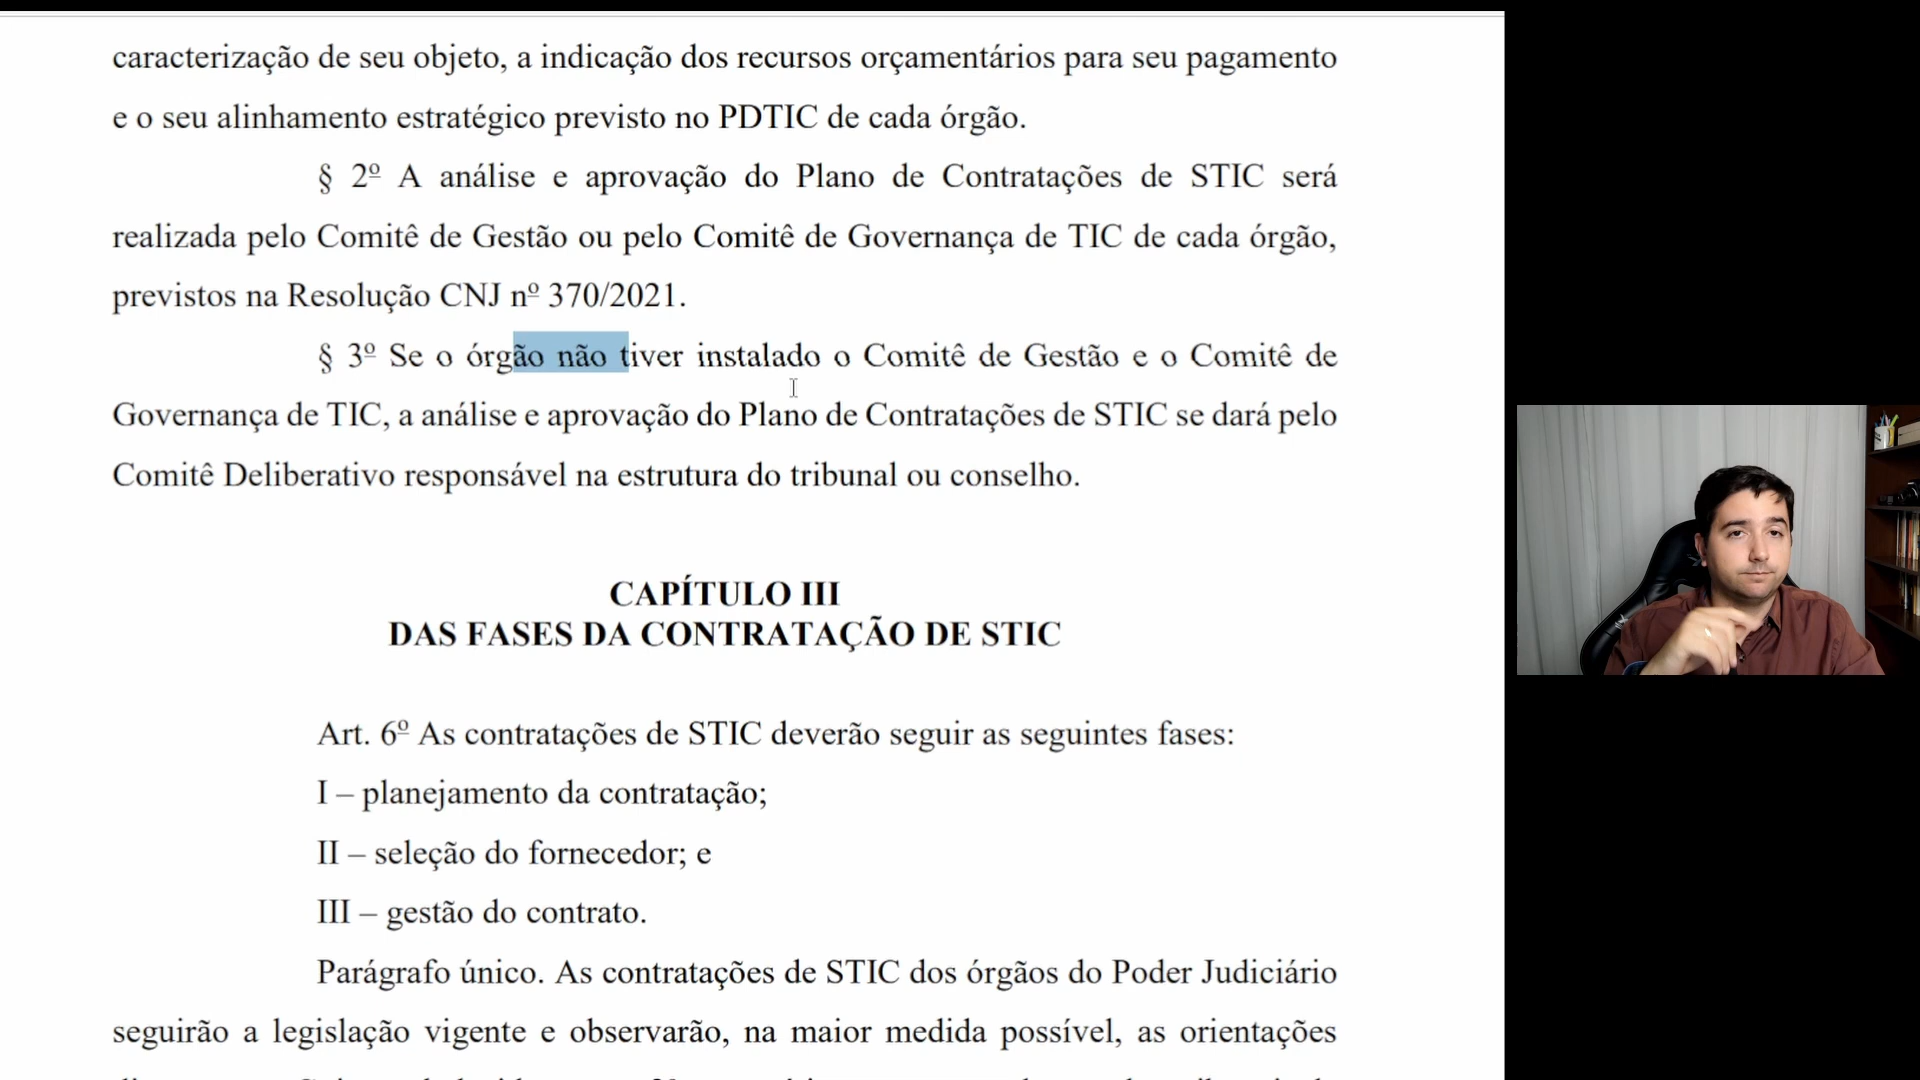 caracterização de seu objeto, a indicação dos recursos orçamentários para seu pagamento
e o seu alinhamento estratégico previsto no PDTIC de cada órgão.
§ 2º A análise e aprovação do Plano de Contratações de STIC será
realizada pelo Comitê de Gestão ou pelo Comitê de Governança de TIC de cada órgão,
previstos na Resolução CNJ nº 370/2021.
§ 3º Se o órgão não tiver instalado o Comitê de Gestão e o Comitê de
Governança de TIC, a análise e aprovação do Plano de Contratações de STIC se dará pelo
Comitê Deliberativo responsável na estrutura do tribunal ou conselho.
CAPÍTULO III
DAS FASES DA CONTRATAÇÃO DE STIC
Art. 6º As contratações de STIC deverão seguir as seguintes fases:
I – planejamento da contratação;
II – seleção do fornecedor; e
III – gestão do contrato.
Parágrafo único. As contratações de STIC dos órgãos do Poder Judiciário
seguirão a legislação vigente e observarão, na maior medida possível, as orientações